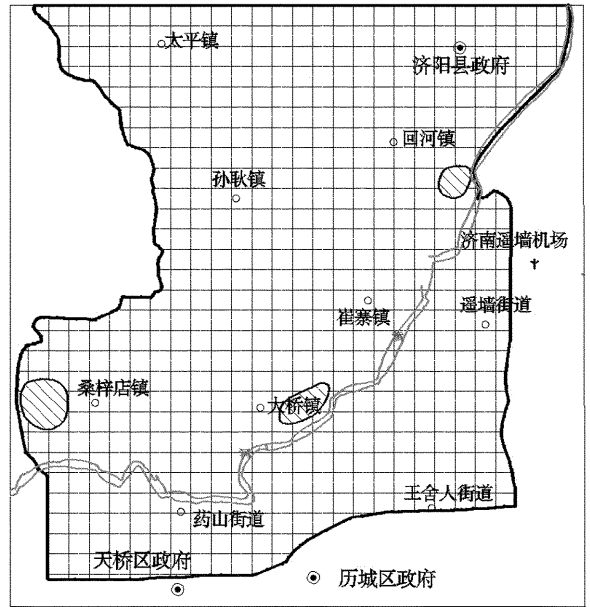 太平镇
济阳县政府
回河镇
孙耿镇
济南遥墙机场
遥墙街道
崔寨镇
桑梓店镇
大桥镇
王舍人街道
药山街道
天桥区政府
历城区政府